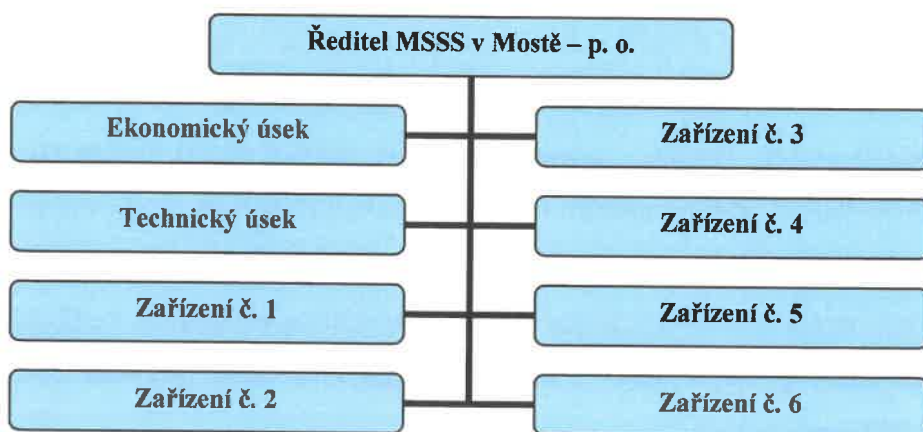 Ředitel MSSS v Mostě – p. o.
Ekonomický úsek
Technický úsek
Zařízení č. 1
Zařízení č. 2
Zařízení č. 3
Zařízení č. 4
Zařízení č. 5
Zařízení č. 6